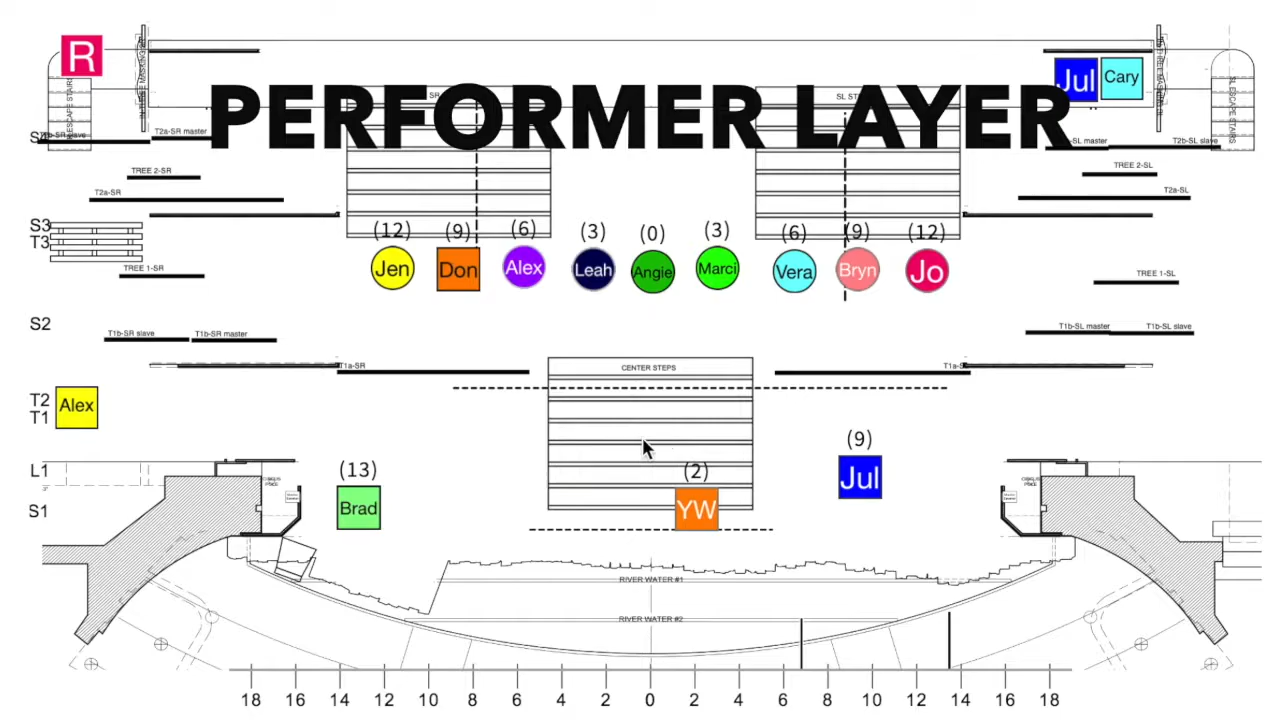 R
Jul Cary
PERFORMER LAYER
T2a-SR master
T2b-SL slave
TREE 2-SR
TREE 2-SL
T2a-SR
T2a-SL
S3
T3
(12) (9) (6) (3) (0) (3) (6) (9) (12)
Jen Don Alex Leah Angie Marci Vera Bryn Jo
TREE 1-SR
TREE 1-SL
S2
T1b-SR slave T1b-SR master
T1b-SL master T1b-SL slave
T1a-SR
CENTER STEPS
T2
T1
Alex
(9)
Jul
L1
(13)
(2)
Brad
YW
S1
RIVER WATER #1
RIVER WATER #2
18 16 14 12 10 8 6 4 2 0 2 4 6 8 10 12 14 16 18
SL ESCAPE STAIRS